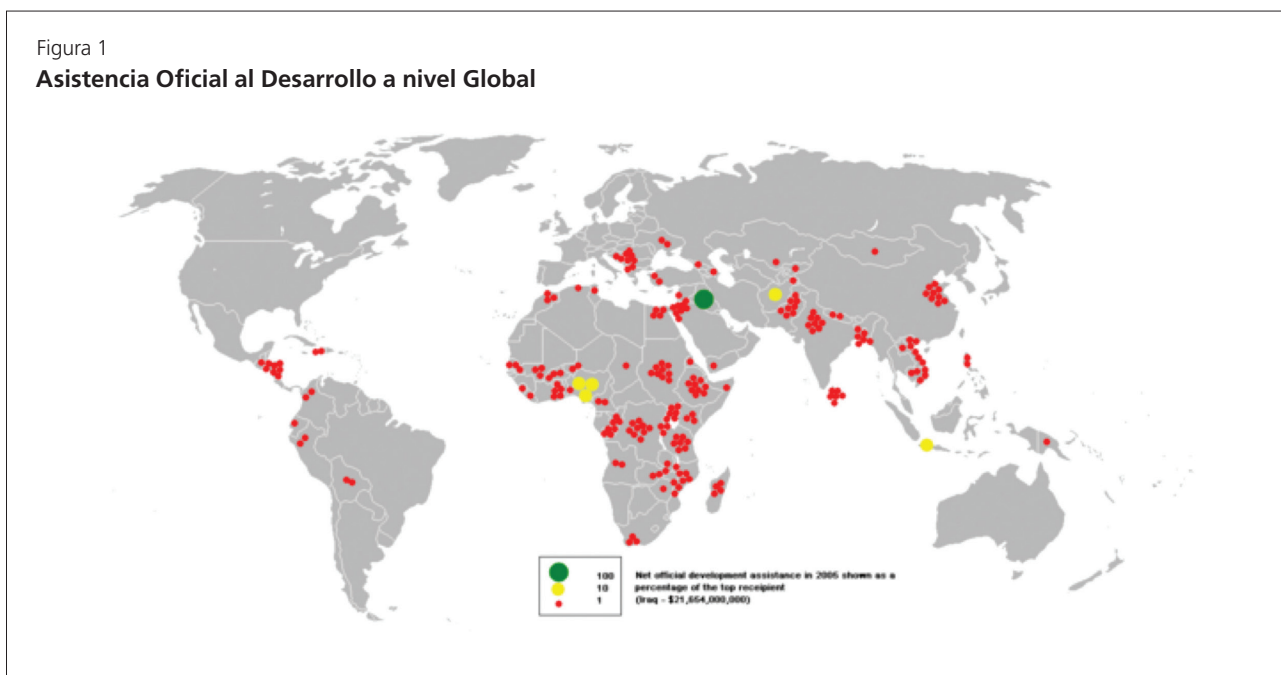 Figura 1
Asistencia Oficial al Desarrollo a nivel Global
100 Net official development assistance in 2005 shown as a
10 percentage of the top receipient
1 (Iraq - $21,654,000,000)